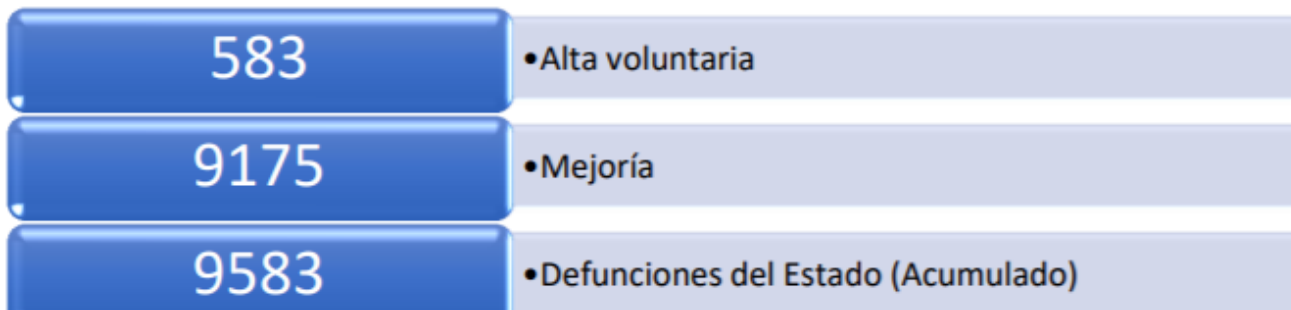 583
•Alta voluntaria
9175
•Mejoría
9583
•Defunciones del Estado (Acumulado)